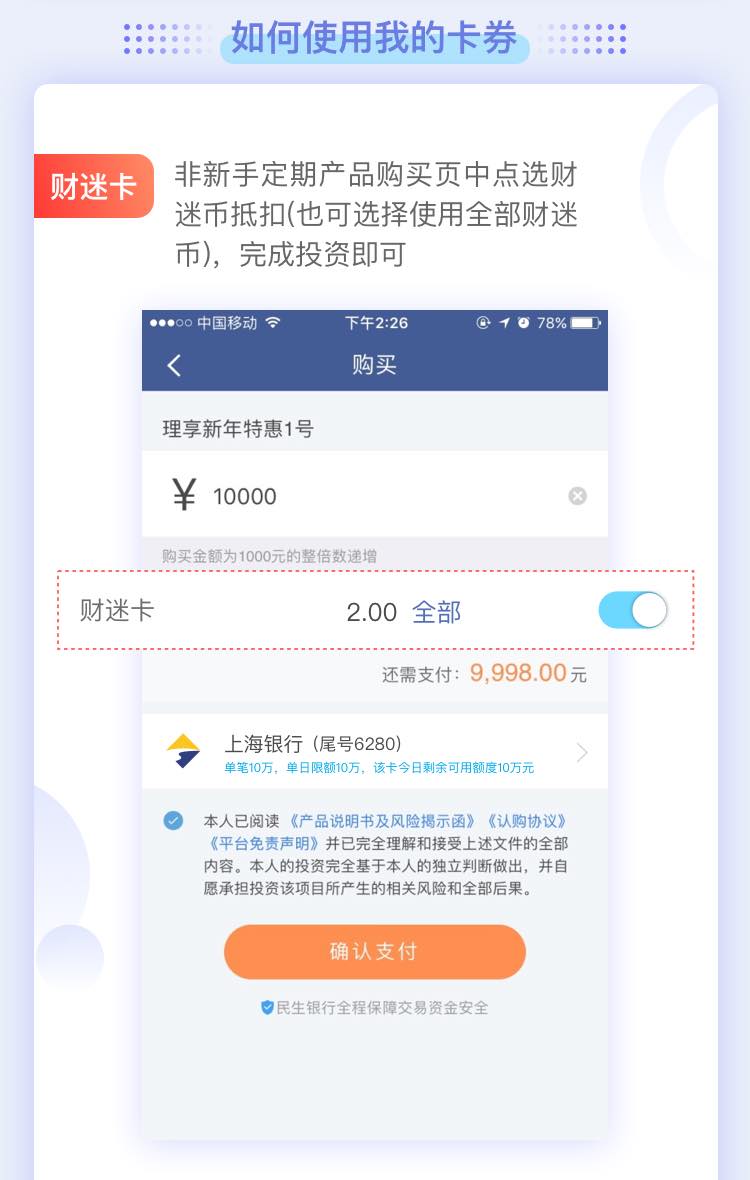 如何使用我的卡券
财迷卡
非新手定期产品购买页中点选财
迷币抵扣(也可选择使用全部财迷
币)，完成投资即可
中国移动 下午2:26 78%
购买
理享新年特惠1号
¥ 10000
购买金额为1000元的整倍数递增
财迷卡 2.00 全部
还需支付：9,998.00元
上海银行（尾号6280）
单笔10万，单日限额10万，该卡今日剩余可用额度10万元
本人已阅读《产品说明书及风险揭示函》《认购协议》
《平台免责声明》并已完全理解和接受上述文件的全部
内容。本人的投资完全基于本人的独立判断做出，并自
愿承担投资该项目所产生的相关风险和全部后果。
确认支付
民生银行全程保障交易资金安全